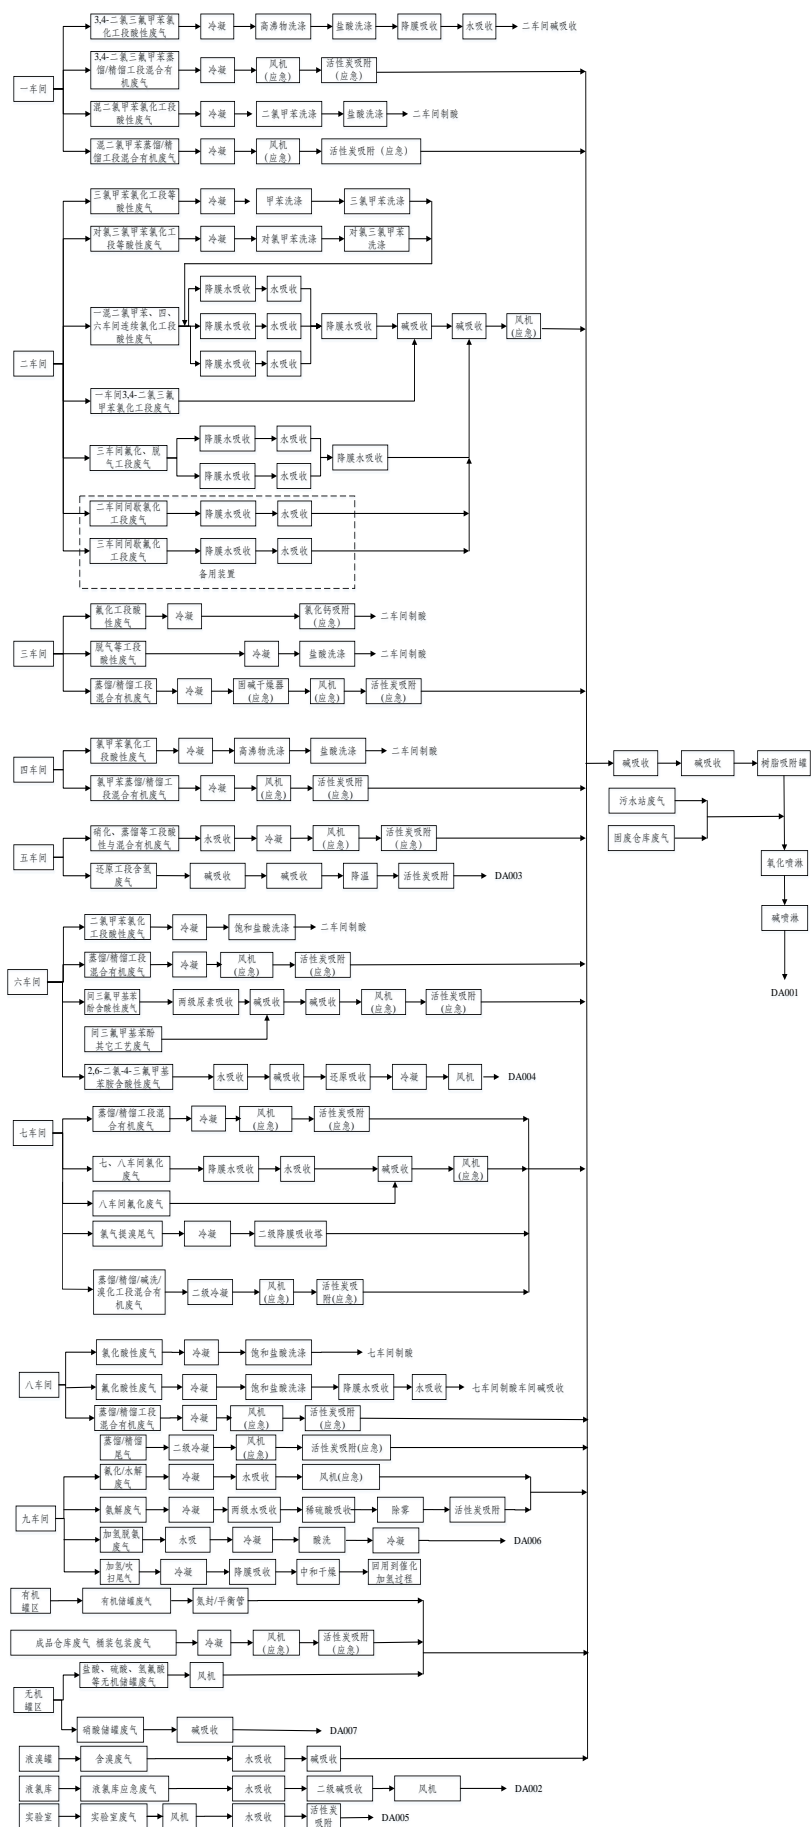 3,4-二氯三氟甲苯氯
化工段酸性废气
冷凝
高沸物洗涤
盐酸洗涤
降膜吸收
水吸收
二车间碱吸收
一车间
3,4-二氯三氟甲苯蒸
馏/精馏工段混合有
机废气
冷凝
风机
(应急)
活性炭吸附
(应急)
混二氯甲苯氯化工段
酸性废气
冷凝
二氯甲苯洗涤
盐酸洗涤
二车间制酸
混二氯甲苯蒸馏/精
馏工段混合有机废气
冷凝
风机
(应急)
活性炭吸附（应急）
二车间
三氯甲苯氯化工段等
酸性废气
冷凝
甲苯洗涤
三氯甲苯洗涤
对氯三氟甲苯氯化工
段等酸性废气
冷凝
对氯甲苯洗涤
对氯三氯甲苯
洗涤
一混二氯甲苯、四、
六车间连续氯化工段
酸性废气
降膜水吸收
水吸收
降膜水吸收
水吸收
降膜水吸收
水吸收
降膜水吸收
碱吸收
碱吸收
风机
(应急)
一车间3,4-二氯三氟
甲苯氯化工段废气
三车间氟化、脱
气工段废气
降膜水吸收
水吸收
降膜水吸收
水吸收
降膜水吸收
二车间间歇氯化
工段废气
降膜水吸收
水吸收
三车间间歇氟化
工段废气
降膜水吸收
水吸收
备用装置
三车间
氟化工段酸
性废气
冷凝
氯化钙吸附
(应急)
二车间制酸
脱气等工段
酸性废气
冷凝
盐酸洗涤
二车间制酸
蒸馏/精馏工段
混合有机废气
冷凝
固碱干燥器
(应急)
风机
(应急)
活性炭吸附
(应急)
四车间
氯甲苯氯化工
段酸性废气
冷凝
高沸物洗涤
盐酸洗涤
二车间制酸
氯甲苯蒸馏/精馏工
段混合有机废气
冷凝
风机
(应急)
活性炭吸附
(应急)
碱吸收
碱吸收
树脂吸附罐
污水站废气
固废仓库废气
氧化喷淋
碱喷淋
DA001
五车间
硝化、蒸馏等工段酸
性与混合有机废气
水吸收
冷凝
风机
(应急)
活性炭吸附
(应急)
还原工段含氢
废气
碱吸收
碱吸收
降温
活性炭吸附
DA003
六车间
二氯甲苯氯化
工段酸性废气
冷凝
饱和盐酸洗涤
二车间制酸
蒸馏/精馏工段
混合有机废气
冷凝
风机
(应急)
活性炭吸附
(应急)
间三氟甲基苯
酚含酸性废气
两级尿素吸收
碱吸收
碱吸收
风机
(应急)
活性炭吸附
(应急)
间三氟甲基苯酚
其它工艺废气
2,6-二氯-4-三氟甲基
苯胺含酸性废气
水吸收
碱吸收
还原吸收
冷凝
风机
DA004
七车间
蒸馏/精馏工段混
合有机废气
冷凝
风机
(应急)
活性炭吸附
(应急)
七、八车间氯化
废气
降膜水吸收
水吸收
碱吸收
风机
(应急)
八车间氟化废气
氯气提溴尾气
冷凝
二级降膜吸收塔
蒸馏/精馏/碱洗/
溴化工段混合有
机废气
二级冷凝
风机
(应急)
活性炭吸
附(应急)
八车间
氯化酸性废气
冷凝
饱和盐酸洗涤
七车间制酸
氟化酸性废气
冷凝
饱和盐酸洗涤
降膜水吸收
水吸收
七车间制酸车间碱吸收
蒸馏/精馏工段
混合有机废气
冷凝
风机
(应急)
活性炭吸附
(应急)
九车间
蒸馏/精馏
尾气
二级冷凝
风机
(应急)
活性炭吸附(应急)
氰化/水解
废气
冷凝
水吸收
风机(应急)
氨解废气
冷凝
两级水吸收
稀硫酸吸收
除雾
活性炭吸附
加氢脱氰
废气
水吸
冷凝
酸洗
冷凝
DA006
加氢/吹
扫尾气
冷凝
降膜吸收
中和干燥
回用到催化
加氢过程
有机
罐区
有机储罐废气
氮封/平衡管
成品仓库废气 桶装包装废气
冷凝
风机
(应急)
活性炭吸附
(应急)
无机
罐区
盐酸、硫酸、氢氟酸
等无机储罐废气
风机
硝酸储罐废气
碱吸收
DA007
液溴罐
含溴废气
水吸收
碱吸收
液氯库
液氯库应急废气
水吸收
二级碱吸收
风机
DA002
实验室
实验室废气
风机
水吸收
活性炭
吸附
DA005